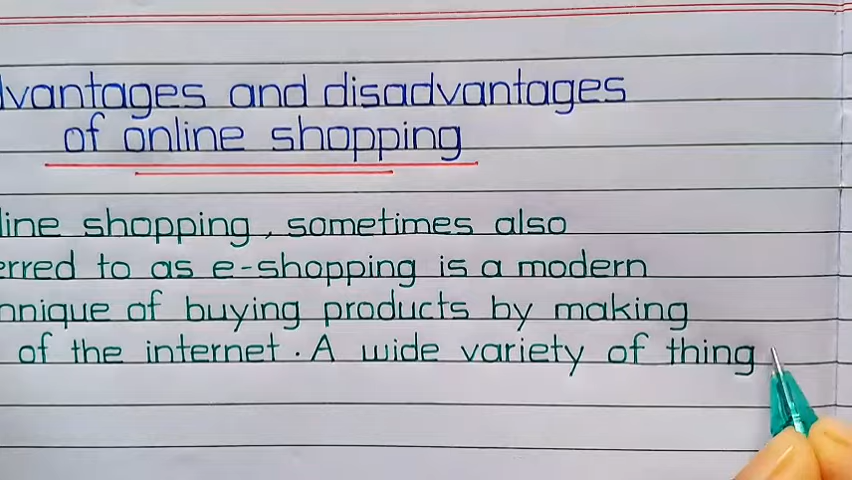 dvantages and disadvantages
of online shopping
line shopping, sometimes also
erred to as e-shopping is a modern
hnique of buying products by making
of the internet. A wide variety of thing